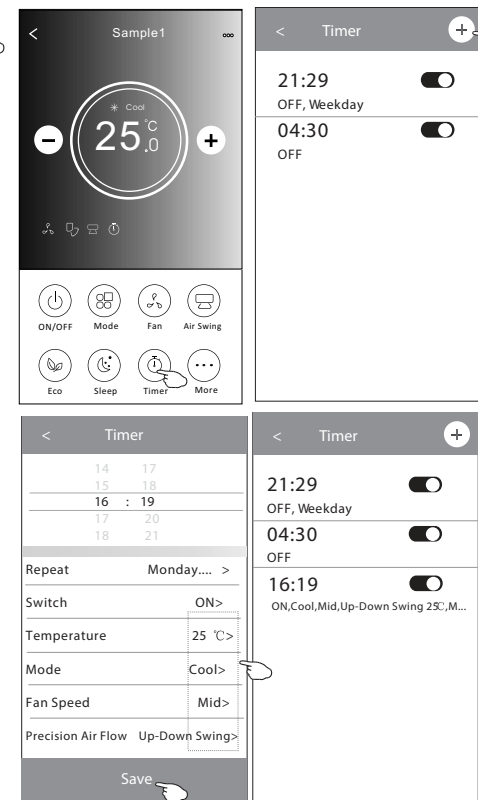 < Sample1 ooo
Cool
25.0 °C
− +
ON/OFF Mode Fan Air Swing
Eco Sleep Timer More
< Timer +
21:29
OFF, Weekday
04:30
OFF
< Timer
14 17
15 18
16 : 19
17 20
18 21
Repeat Monday.... >
Switch ON>
Temperature 25 ℃>
Mode Cool>
Fan Speed Mid>
Precision Air Flow Up-Down Swing>
Save
< Timer +
21:29
OFF, Weekday
04:30
OFF
16:19
ON,Cool,Mid,Up-Down Swing 25℃,M...